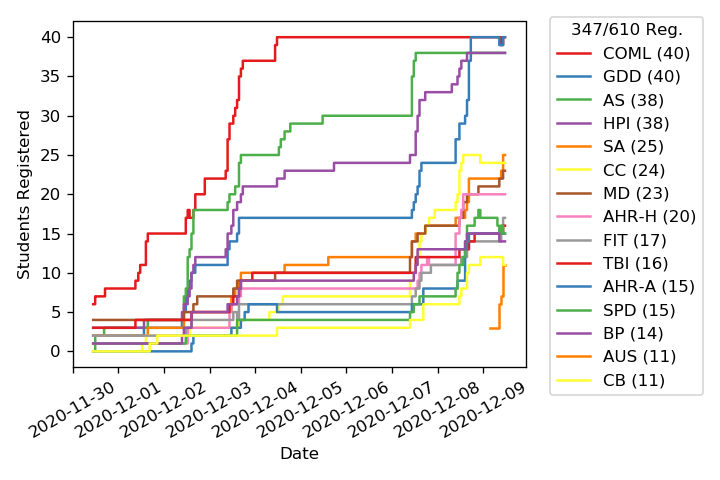 347/610 Reg.
COML (40)
GDD (40)
AS (38)
HPI (38)
SA (25)
CC (24)
MD (23)
AHR-H (20)
FIT (17)
TBI (16)
AHR-A (15)
SPD (15)
BP (14)
AUS (11)
CB (11)
Students Registered
40
35
30
25
20
15
10
5
0
2020-11-30
2020-12-01
2020-12-02
2020-12-03
2020-12-04
2020-12-05
2020-12-06
2020-12-07
2020-12-08
2020-12-09
Date